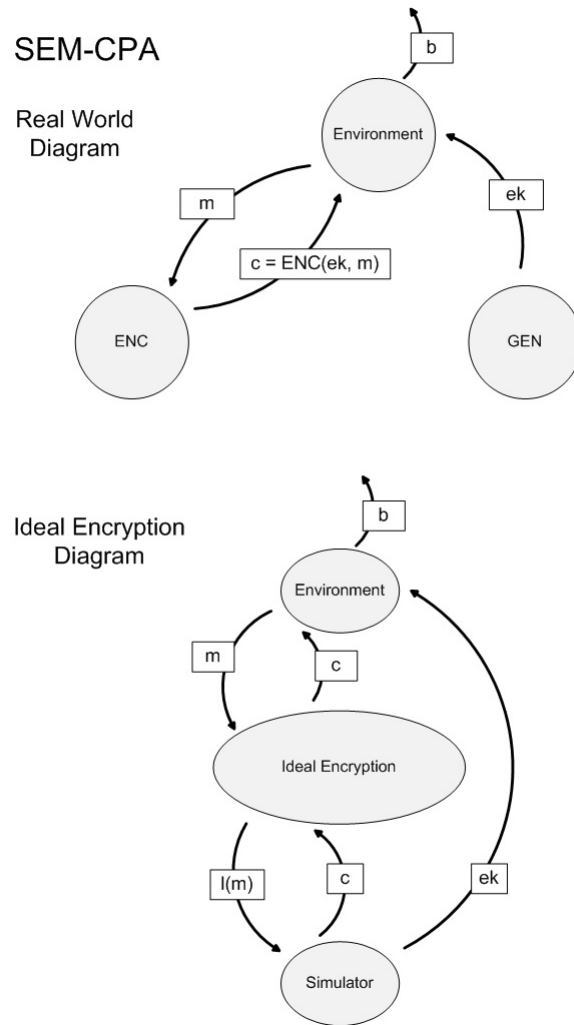 SEM-CPA
b
Real World
Diagram
Environment
m
ek
c = ENC(ek, m)
ENC
GEN
Ideal Encryption
Diagram
b
Environment
m
c
Ideal Encryption
l(m)
c
ek
Simulator